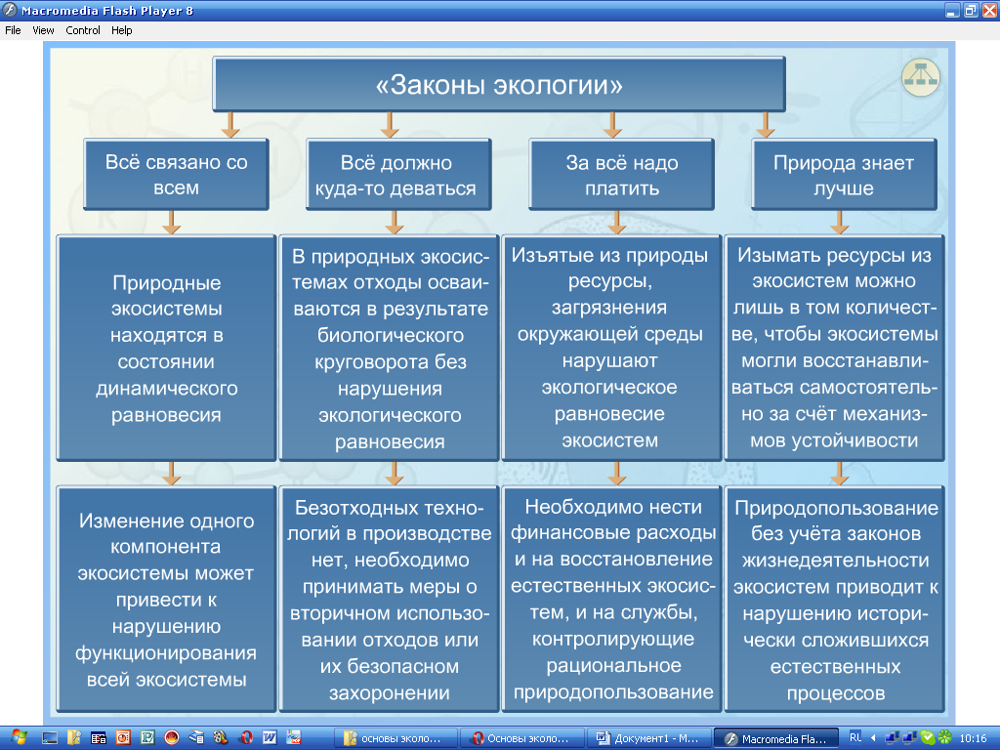 Macromedia Flash Player 8
File View Control Help
«Законы экологии»
Всё связано со
всем
Всё должно
куда-то деваться
За всё надо
платить
Природа знает
лучше
Природные
экосистемы
находятся в
состоянии
динамического
равновесия
В природных экосис-
темах отходы осваи-
ваются в результате
биологического
круговорота без
нарушения
экологического
равновесия
Изъятые из природы
ресурсы,
загрязнения
окружающей среды
нарушают
экологическое
равновесие
экосистем
Изымать ресурсы из
экосистем можно
лишь в том количест-
ве, чтобы экосистемы
могли восстанавли-
ваться самостоятель-
но за счёт механиз-
мов устойчивости
Изменение одного
компонента
экосистемы может
привести к
нарушению
функционирования
всей экосистемы
Безотходных техно-
логий в производстве
нет, необходимо
принимать меры о
вторичном использо-
вании отходов или
их безопасном
захоронении
Необходимо нести
финансовые расходы
и на восстановление
естественных экосис-
тем, и на службы,
контролирующие
рациональное
природопользование
Природопользование
без учёта законов
жизнедеятельности
экосистем приводит к
нарушению истори-
чески сложившихся
естественных
процессов
основы эколо...
Основы эколо...
Документ1 - M...
Macromedia Fla...
RL
10:16